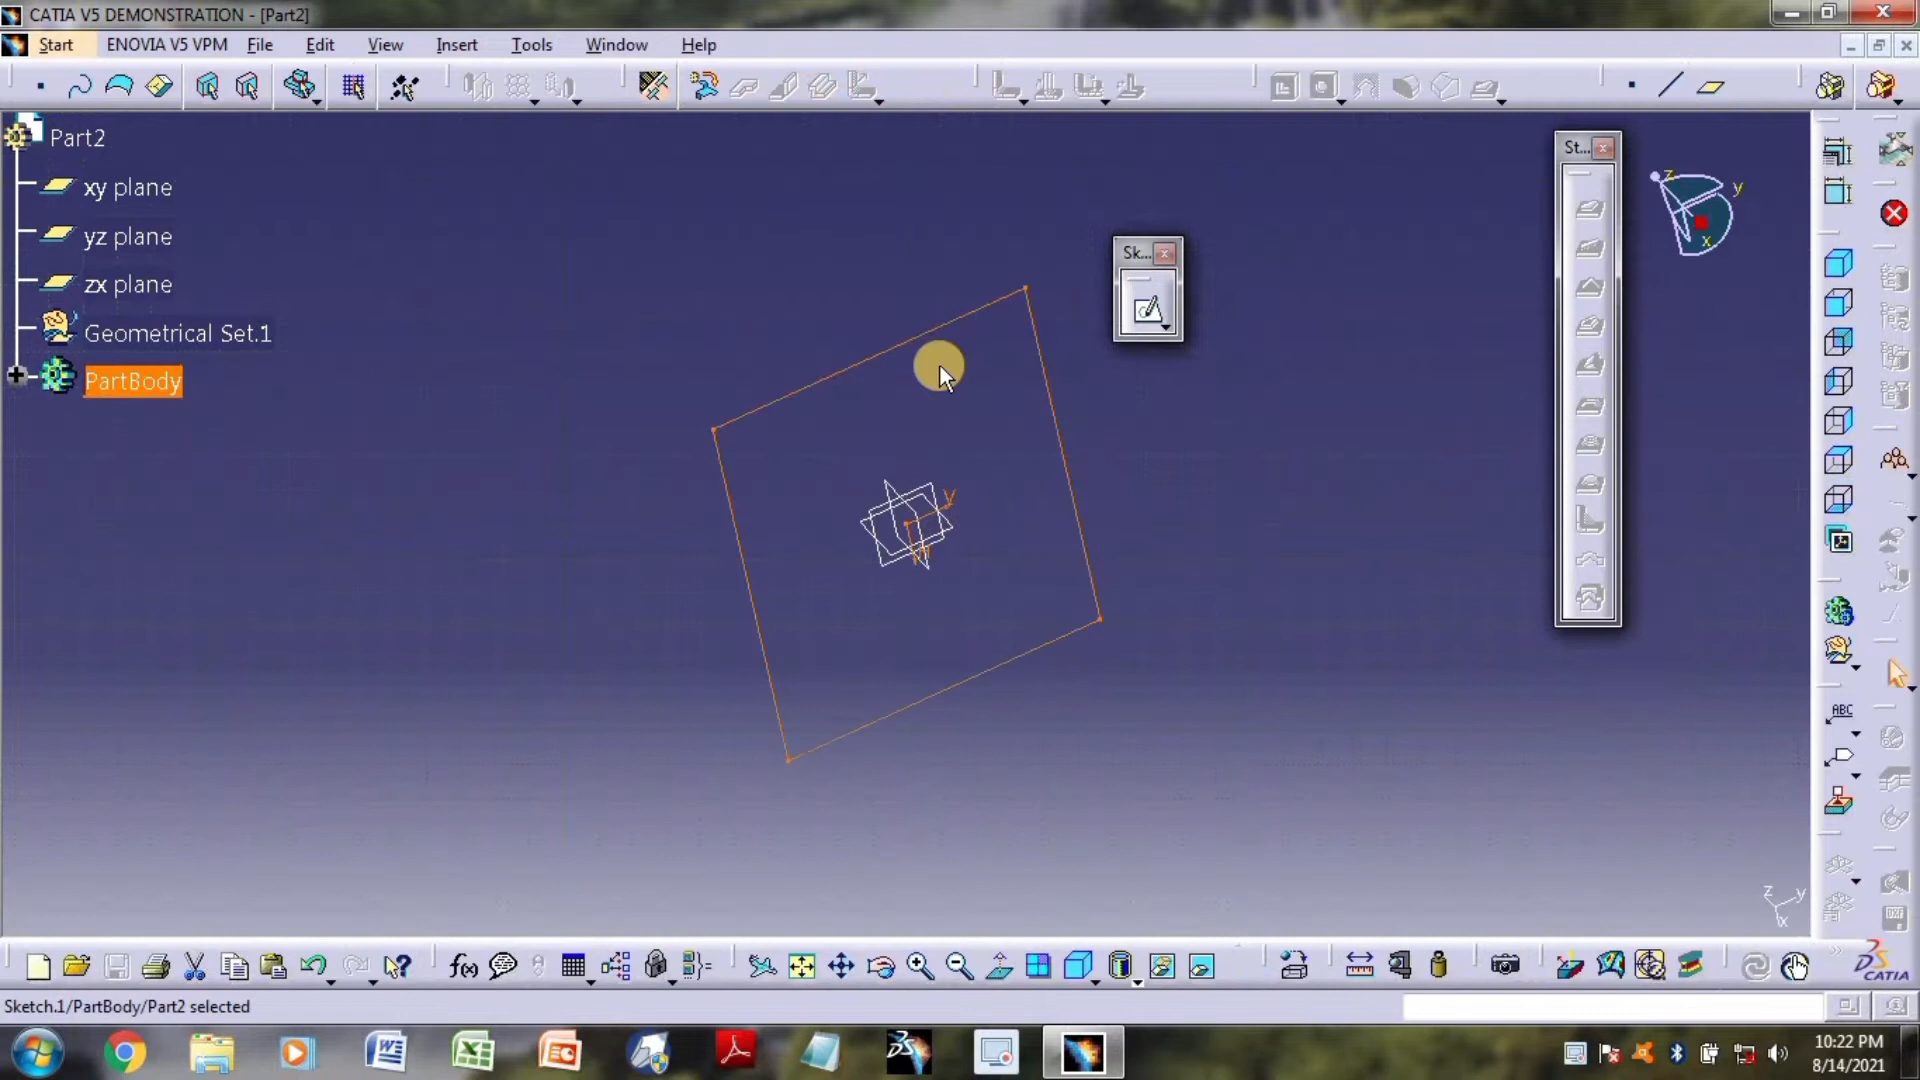 CATIA V5 DEMONSTRATION - [Part2]
Start ENOVIA V5 VPM File Edit View Insert Tools Window Help
Part2
xy plane
yz plane
zx plane
Geometrical Set.1
PartBody
Sk...
St...
z
y
x
y
ABC
z
y
x
f(x)
CATIA
Sketch.1/PartBody/Part2 selected
10:22 PM
8/14/2021